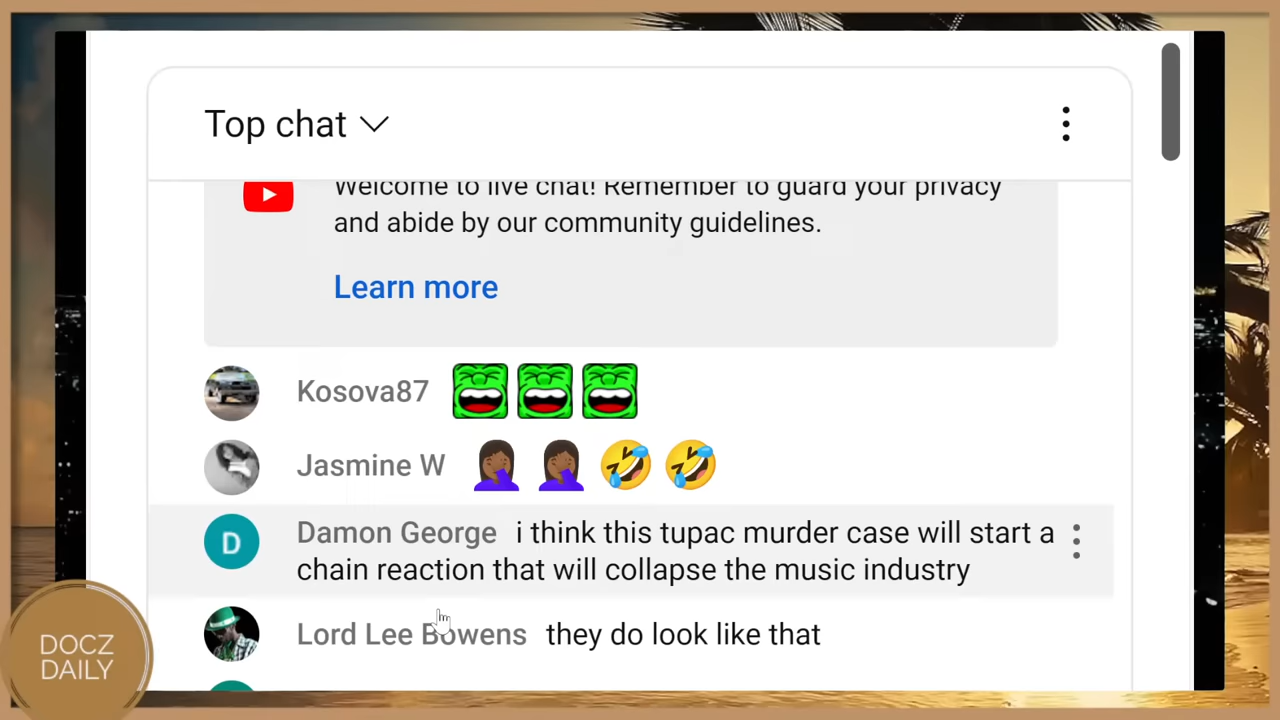 Top chat
Welcome to live chat! Remember to guard your privacy
and abide by our community guidelines.
Learn more
Kosova87
Jasmine W
D
Damon George i think this tupac murder case will start a
chain reaction that will collapse the music industry
Lord Lee Bowens they do look like that
DOCZ
DAILY